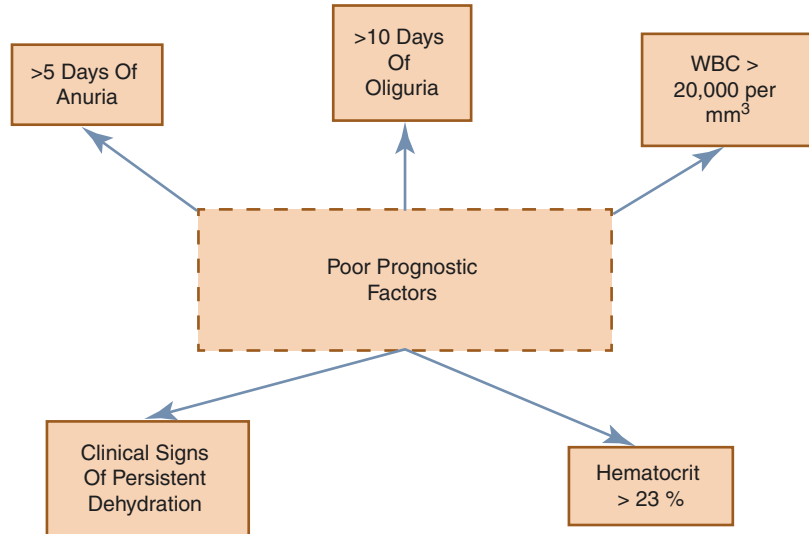 >5 Days Of
Anuria
>10 Days
Of
Oliguria
WBC >
20,000 per
mm³
Poor Prognostic
Factors
Clinical Signs
Of Persistent
Dehydration
Hematocrit
> 23 %